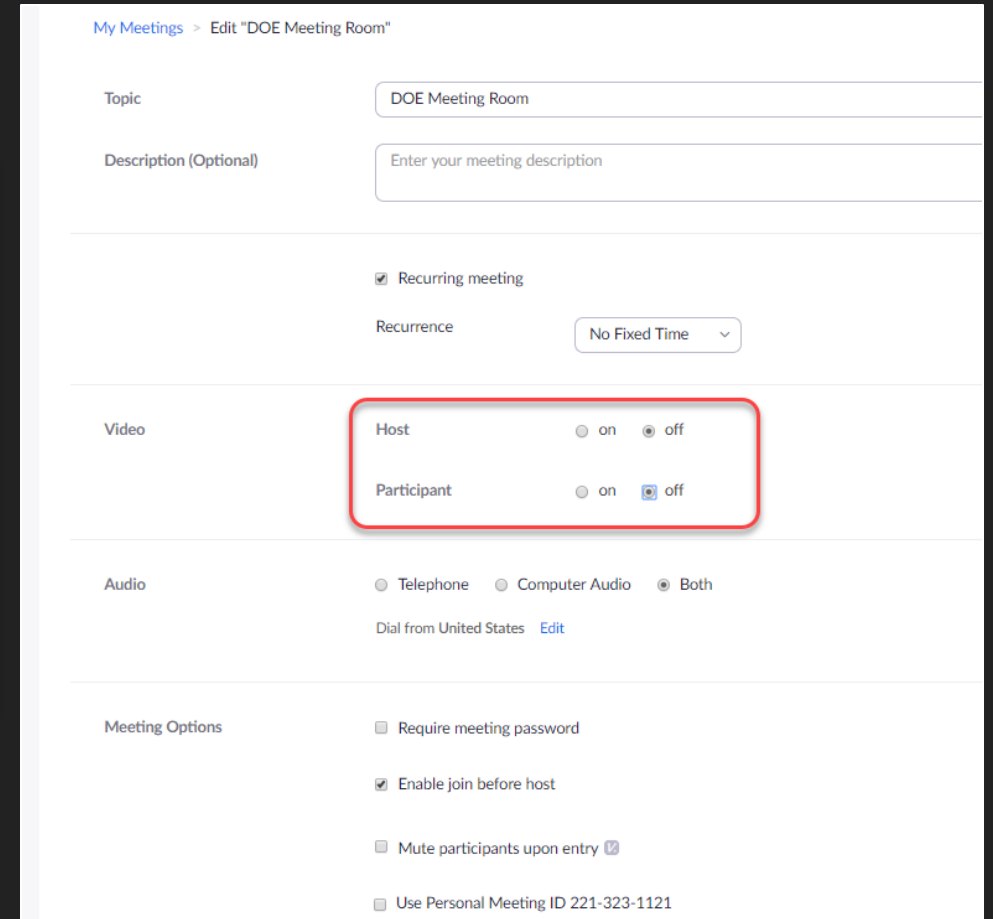 My Meetings > Edit "DOE Meeting Room"
Topic
DOE Meeting Room
Description (Optional)
Enter your meeting description
Recurring meeting
Recurrence
No Fixed Time
Video
Host on off
Participant on off
Audio
Telephone Computer Audio Both
Dial from United States Edit
Meeting Options
Require meeting password
Enable join before host
Mute participants upon entry
Use Personal Meeting ID 221-323-1121